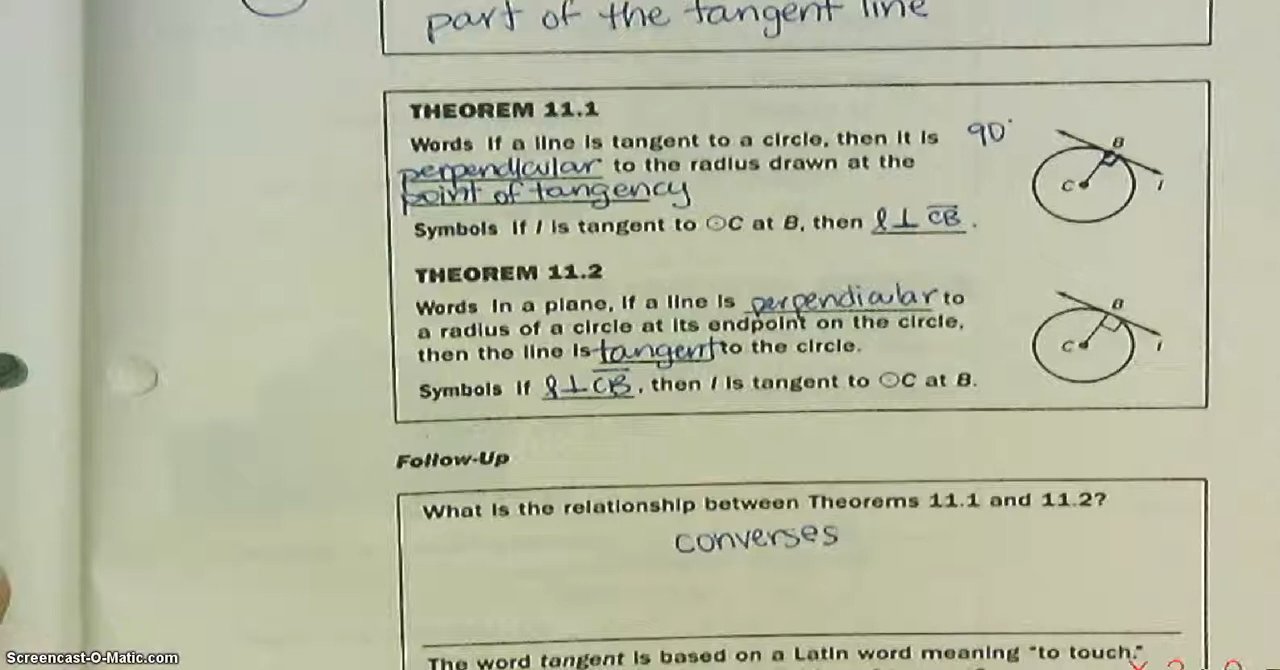 part of the tangent line
THEOREM 11.1
Words If a line is tangent to a circle, then it is 90°
perpendicular to the radius drawn at the
point of tangency
Symbols If l is tangent to ⊙C at B, then l ⊥ CB.
B
C
l
THEOREM 11.2
Words In a plane, if a line is perpendicular to
a radius of a circle at its endpoint on the circle,
then the line is tangent to the circle.
Symbols If l ⊥ CB, then l is tangent to ⊙C at B.
B
C
l
Follow-Up
What is the relationship between Theorems 11.1 and 11.2?
converses
The word tangent is based on a Latin word meaning "to touch."
Screencast-O-Matic.com